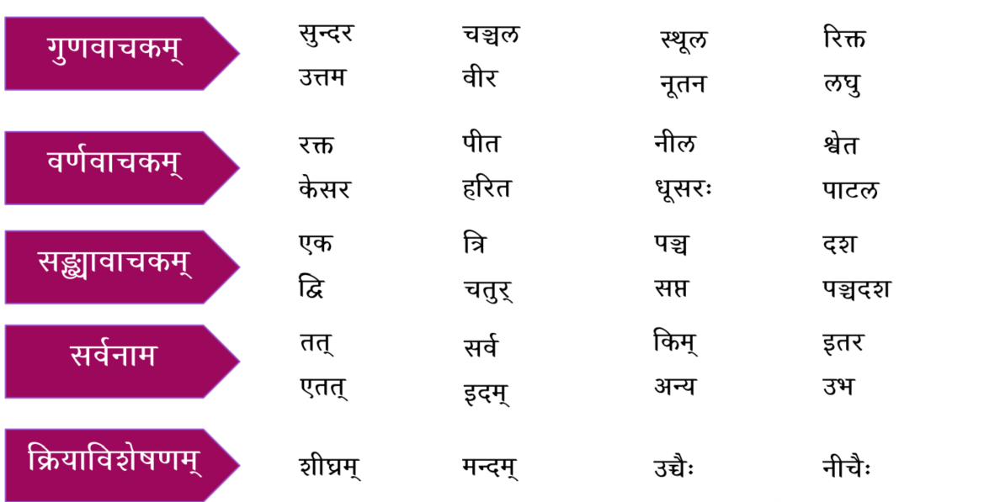 गुणवाचकम्
सुन्दर चञ्चल स्थूल रिक्त
उत्तम वीर नूतन लघु
वर्णवाचकम्
रक्त पीत नील श्वेत
केसर हरित धूसरः पाटल
सङ्ख्यावाचकम्
एक त्रि पञ्च दश
द्वि चतुर् सप्त पञ्चदश
सर्वनाम
तत् सर्व किम् इतर
एतत् इदम् अन्य उभ
क्रियाविशेषणम्
शीघ्रम् मन्दम् उच्चैः नीचैः